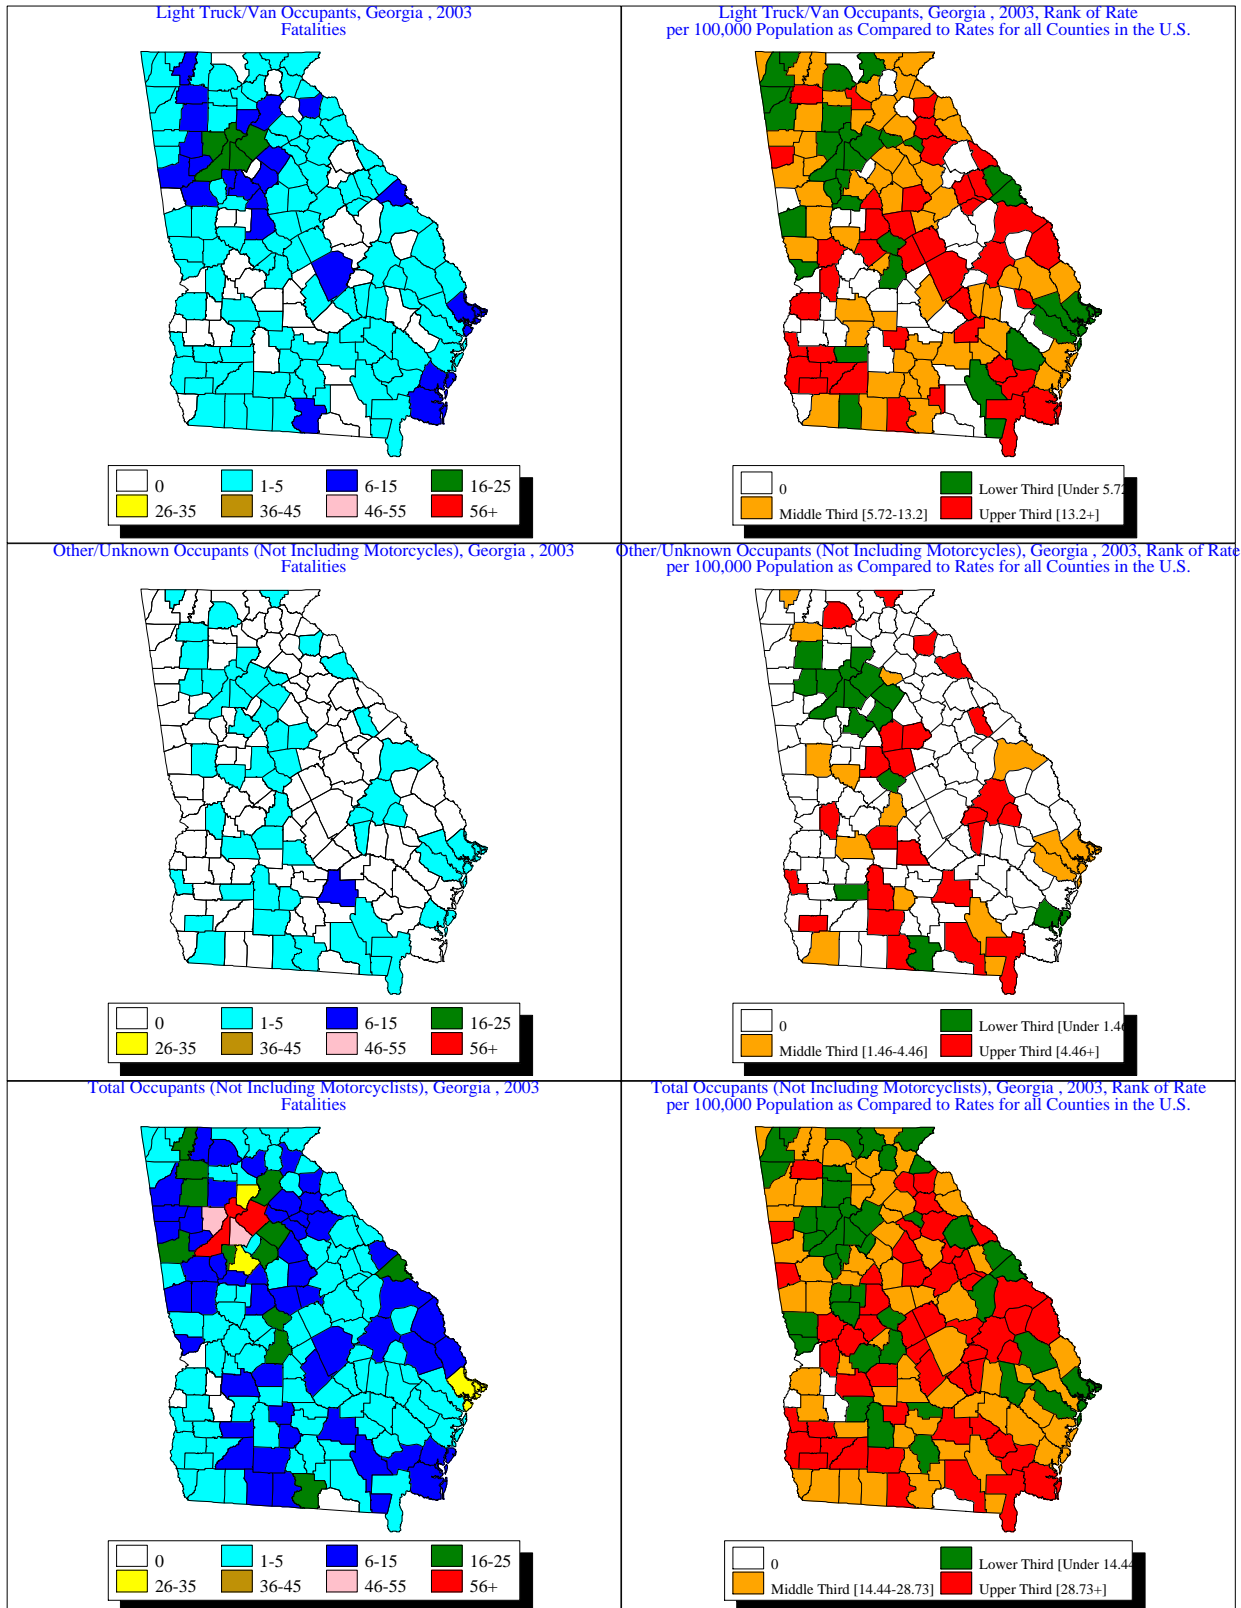 Light Truck/Van Occupants, Georgia , 2003
Fatalities
0
1-5
6-15
16-25
26-35
36-45
46-55
56+
Light Truck/Van Occupants, Georgia , 2003, Rank of Rate
per 100,000 Population as Compared to Rates for all Counties in the U.S.
0
Lower Third [Under 5.72
Middle Third [5.72-13.2]
Upper Third [13.2+]
Other/Unknown Occupants (Not Including Motorcycles), Georgia , 2003
Fatalities
0
1-5
6-15
16-25
26-35
36-45
46-55
56+
Other/Unknown Occupants (Not Including Motorcycles), Georgia , 2003, Rank of Rate
per 100,000 Population as Compared to Rates for all Counties in the U.S.
0
Lower Third [Under 1.46
Middle Third [1.46-4.46]
Upper Third [4.46+]
Total Occupants (Not Including Motorcyclists), Georgia , 2003
Fatalities
0
1-5
6-15
16-25
26-35
36-45
46-55
56+
Total Occupants (Not Including Motorcyclists), Georgia , 2003, Rank of Rate
per 100,000 Population as Compared to Rates for all Counties in the U.S.
0
Lower Third [Under 14.44
Middle Third [14.44-28.73]
Upper Third [28.73+]